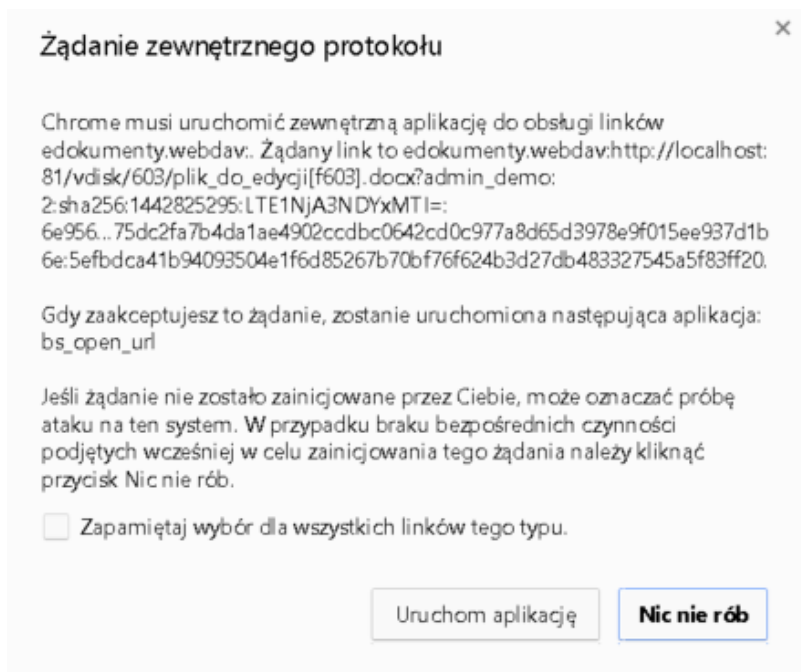 Żądanie zewnętrznego protokołu
Chrome musi uruchomić zewnętrzną aplikację do obsługi linków
edokumenty.webdav:. Żądany link to edokumenty.webdav:http://localhost:
81/vdisk/603/plik_do_edycji[f603].docx?admin_demo:
2:sha256:1442825295:LTE1NjA3NDYxMTI=:
6e956...75dc2fa7b4da1ae4902ccdbc0642cd0c977a8d65d3978e9f015ee937d1b
6e:5efbdca41b94093504e1f6d85267b70bf76f624b3d27db483327545a5f83ff20.
Gdy zaakceptujesz to żądanie, zostanie uruchomiona następująca aplikacja:
bs_open_url
Jeśli żądanie nie zostało zainicjowane przez Ciebie, może oznaczać próbę
ataku na ten system. W przypadku braku bezpośrednich czynności
podjętych wcześniej w celu zainicjowania tego żądania należy kliknąć
przycisk Nic nie rób.
Zapamiętaj wybór dla wszystkich linków tego typu.
Uruchom aplikację
Nic nie rób